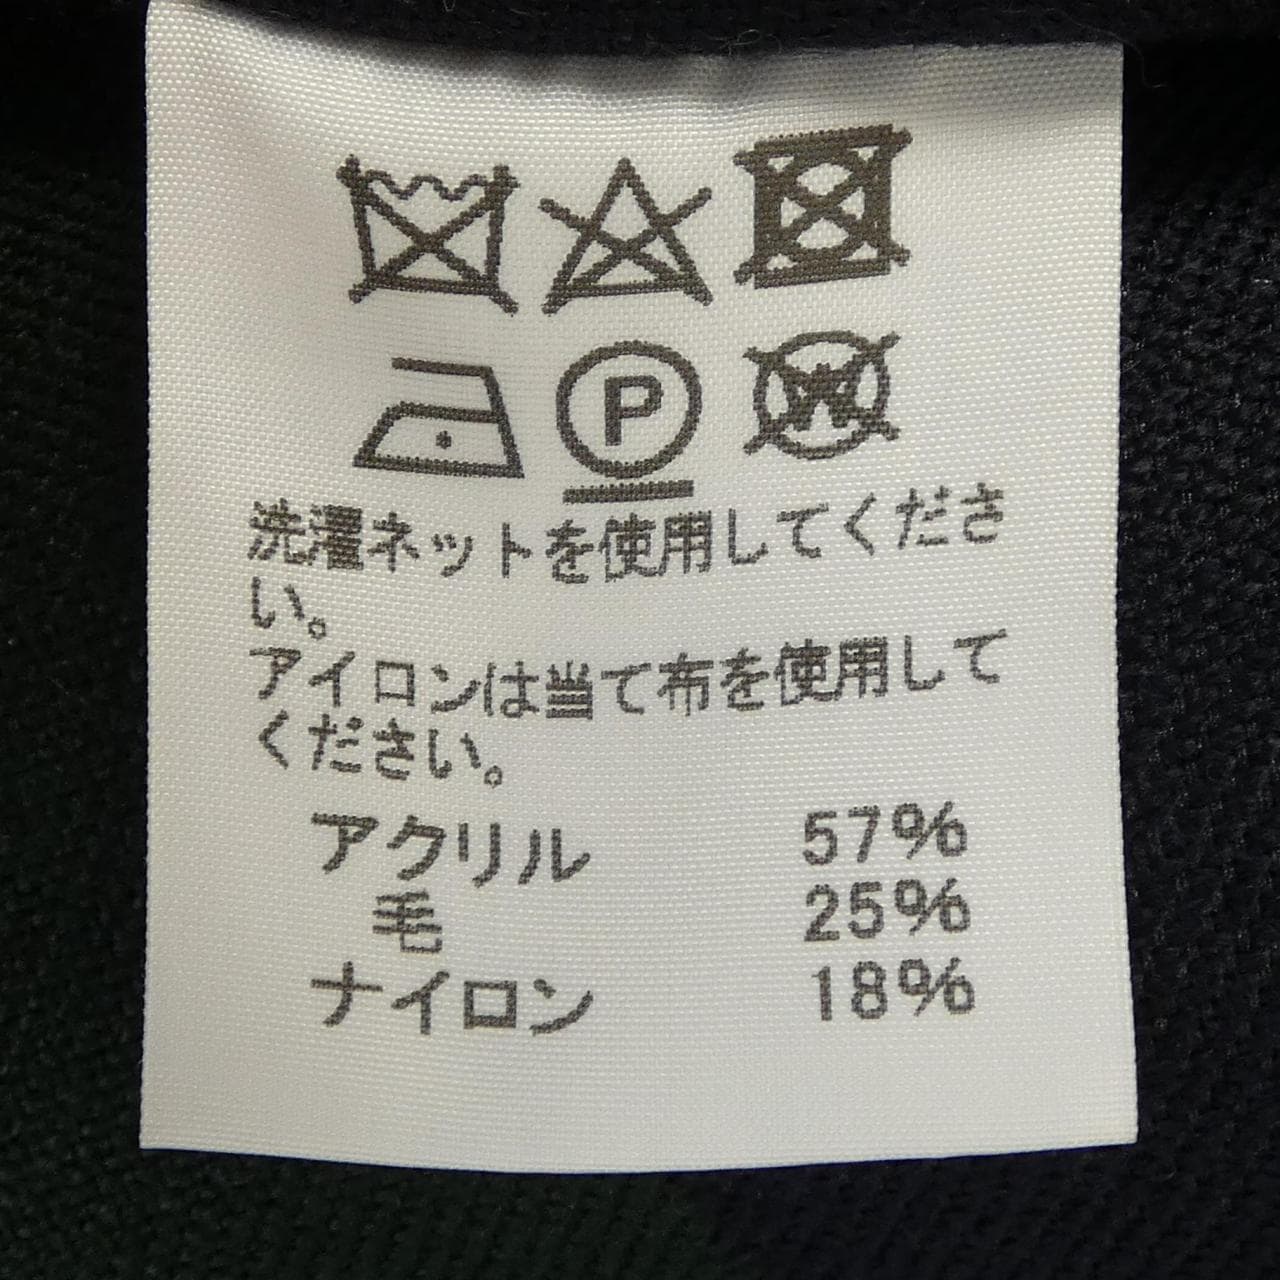 P W
洗濯ネットを使用してくださ
い。
アイロンは当て布を使用して
ください。
アクリル 57%
毛 25%
ナイロン 18%